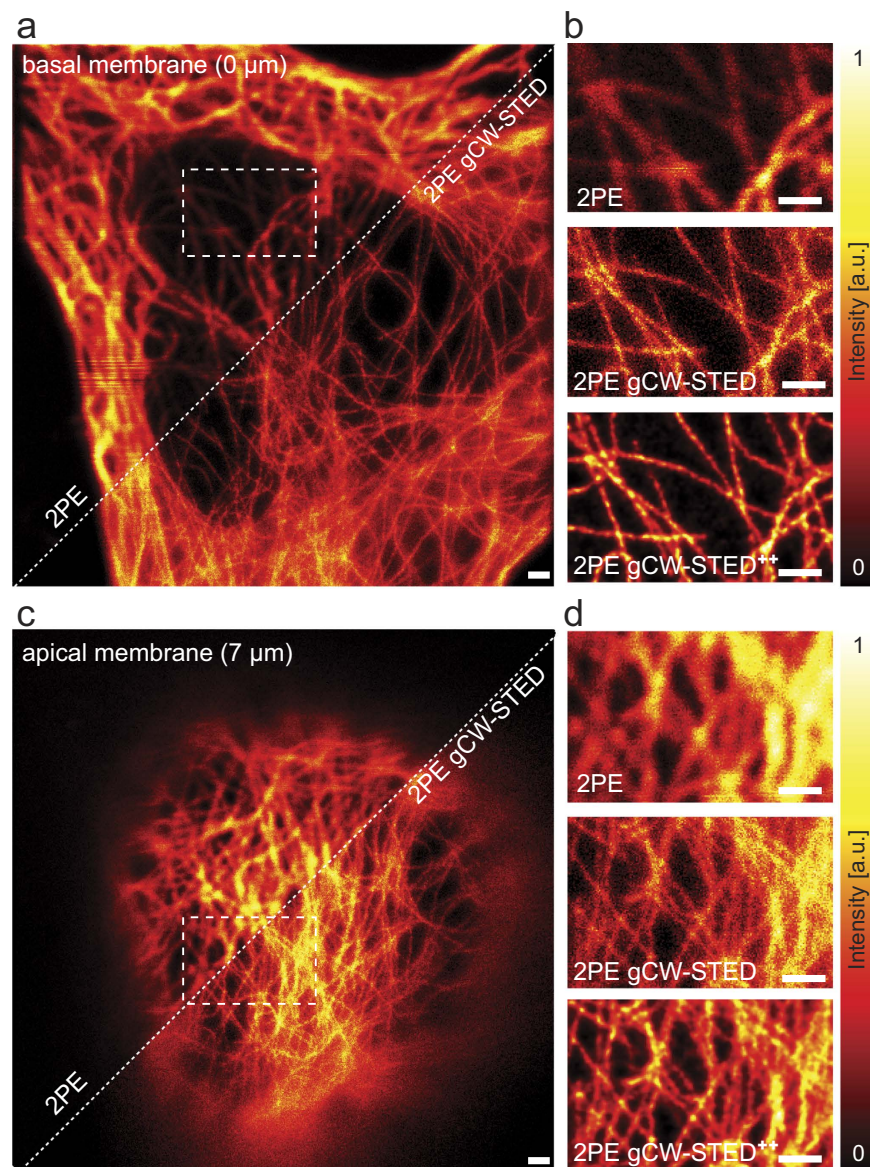 a
basal membrane (0 µm)
2PE gCW-STED
2PE
b
2PE
2PE gCW-STED
2PE gCW-STED++
1
Intensity [a.u.]
0
c
apical membrane (7 µm)
2PE gCW-STED
2PE
d
2PE
2PE gCW-STED
2PE gCW-STED++
1
Intensity [a.u.]
0